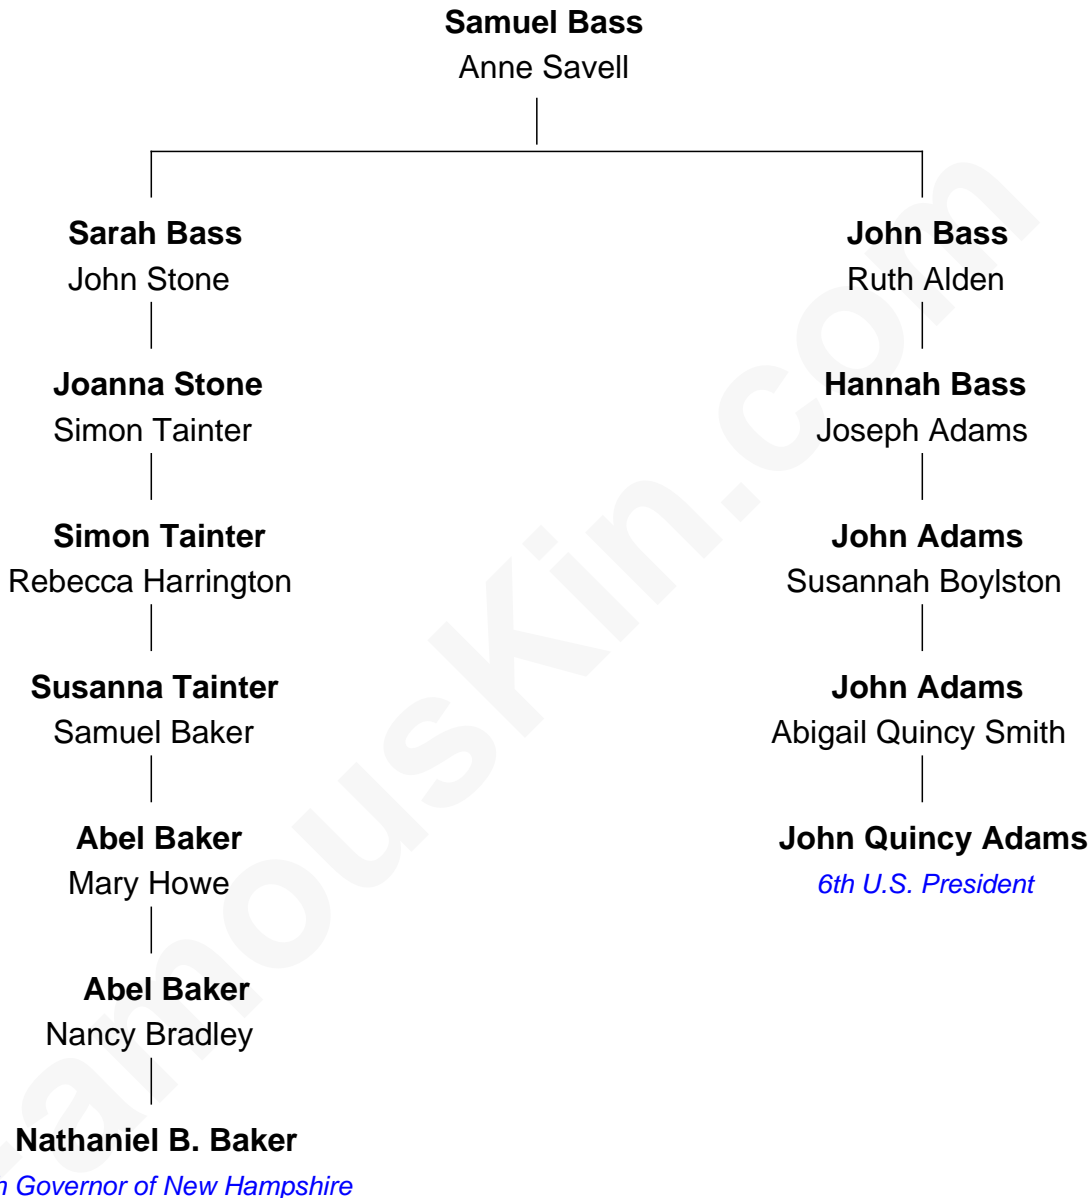 Samuel Bass
Anne Savell
Sarah Bass
John Stone
Joanna Stone
Simon Tainter
Simon Tainter
Rebecca Harrington
Susanna Tainter
Samuel Baker
Abel Baker
Mary Howe
Abel Baker
Nancy Bradley
Nathaniel B. Baker
Governor of New Hampshire
John Bass
Ruth Alden
Hannah Bass
Joseph Adams
John Adams
Susannah Boylston
John Adams
Abigail Quincy Smith
John Quincy Adams
6th U.S. President
FamousKin.com